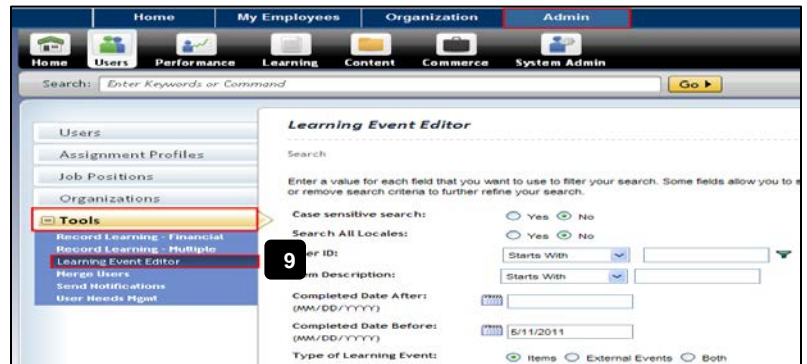 Home My Employees Organization Admin
Home Users Performance Learning Content Commerce System Admin
Search: Enter Keywords or Command Go
Users
Assignment Profiles
Job Positions
Organizations
Tools
Record Learning - Financial
Record Learning - Multiple
Learning Event Editor
Merge Users
Send Notifications
User Needs Mgmt
9
Learning Event Editor
Search
Enter a value for each field that you want to use to filter your search. Some fields allow you to
or remove search criteria to further refine your search.
Case sensitive search: Yes No
Search All Locales: Yes No
er ID: Starts With
em Description: Starts With
Completed Date After:
(MM/DD/YYYY)
Completed Date Before: 5/11/2011
(MM/DD/YYYY)
Type of Learning Event: Items External Events Both